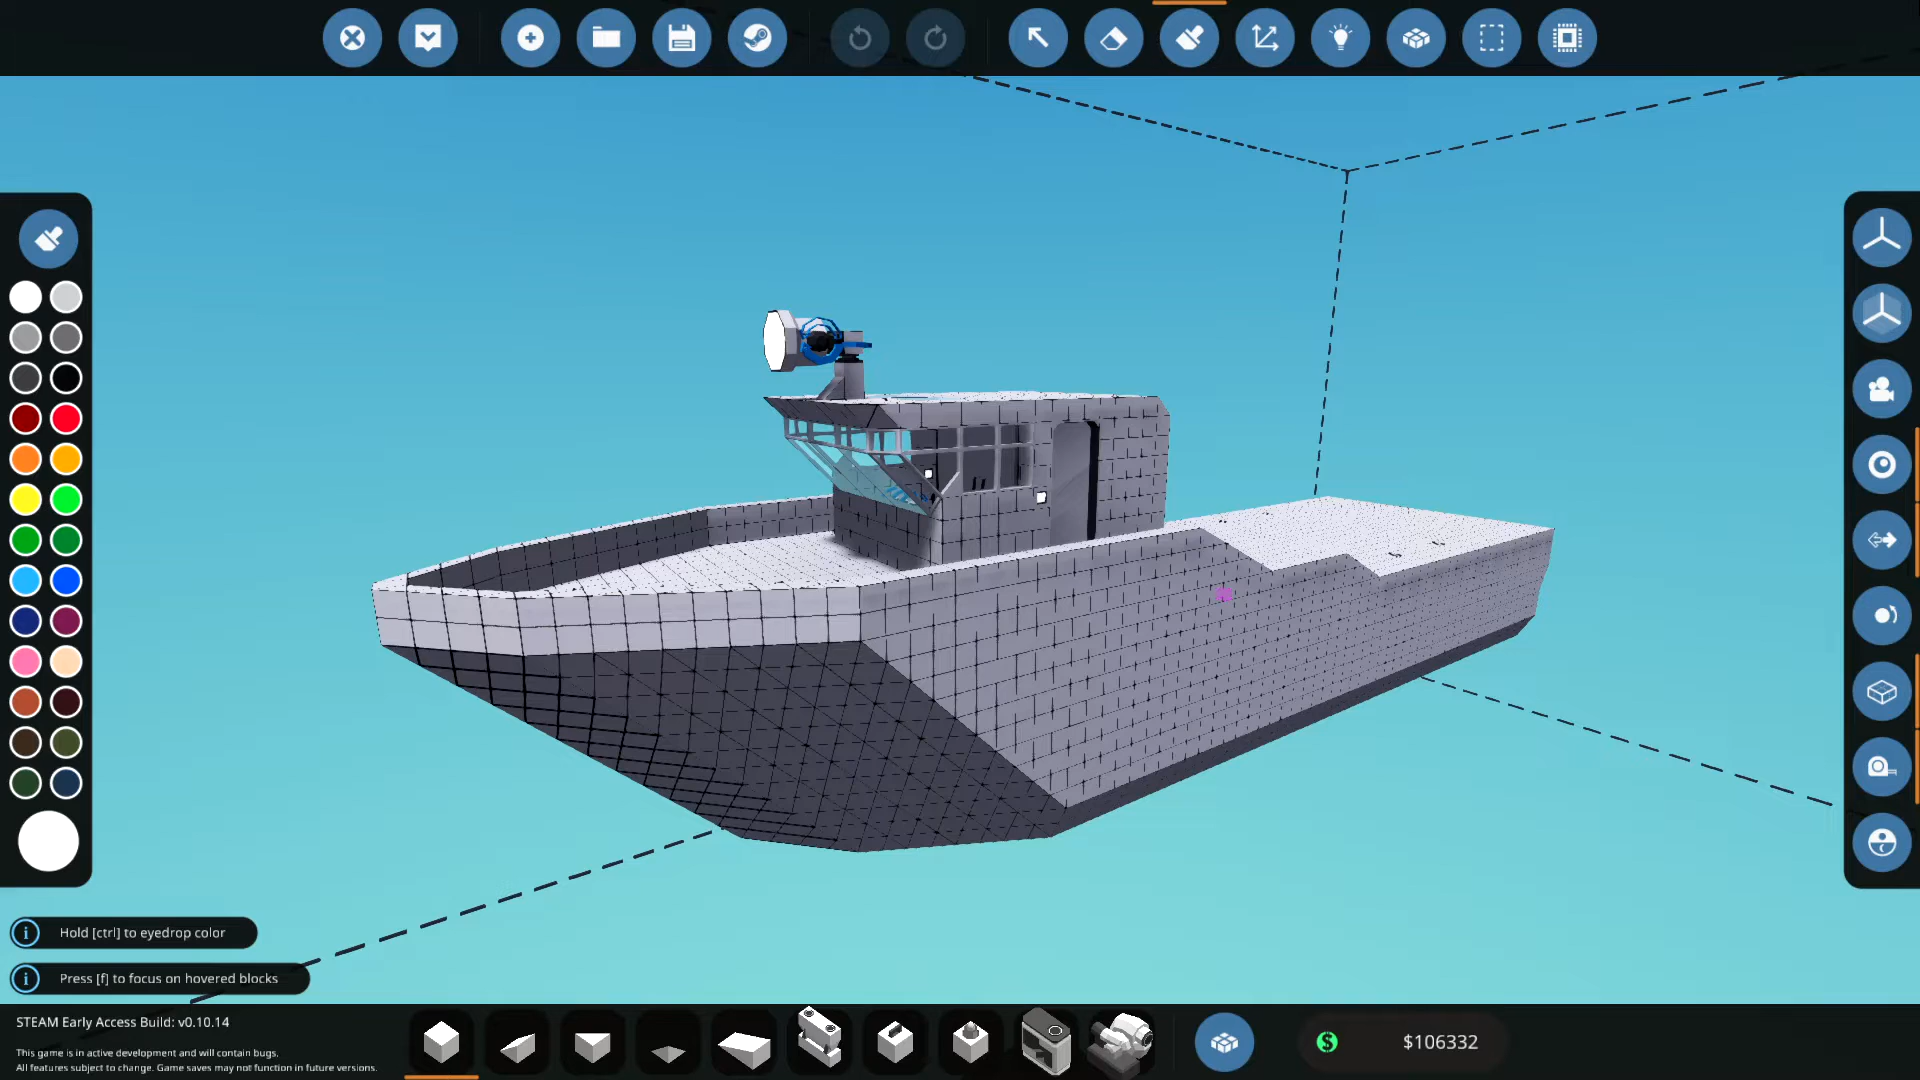 Hold [ctrl] to eyedrop color
Press [f] to focus on hovered blocks
STEAM Early Access Build: v0.10.14
This game is in active development and will contain bugs.
All features subject to change. Game saves may not function in future versions.
$106332